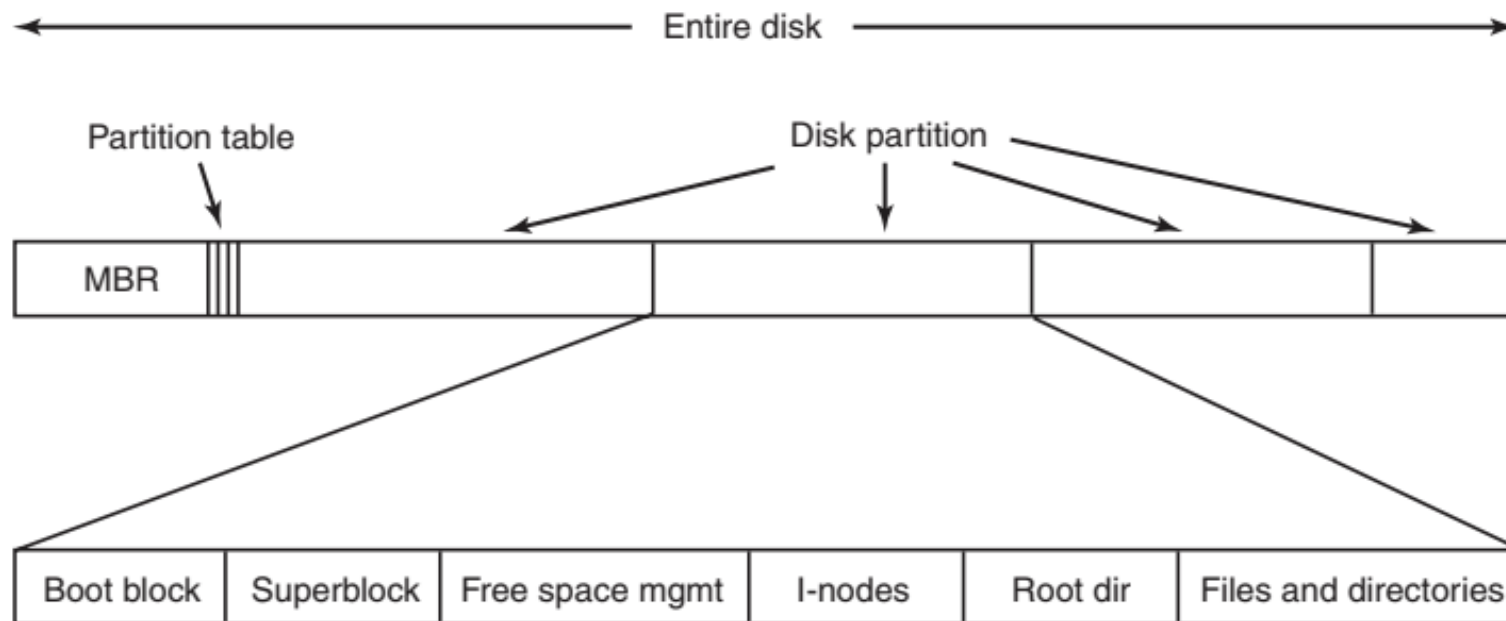 Entire disk
Partition table
Disk partition
MBR
Boot block
Superblock
Free space mgmt
I-nodes
Root dir
Files and directories